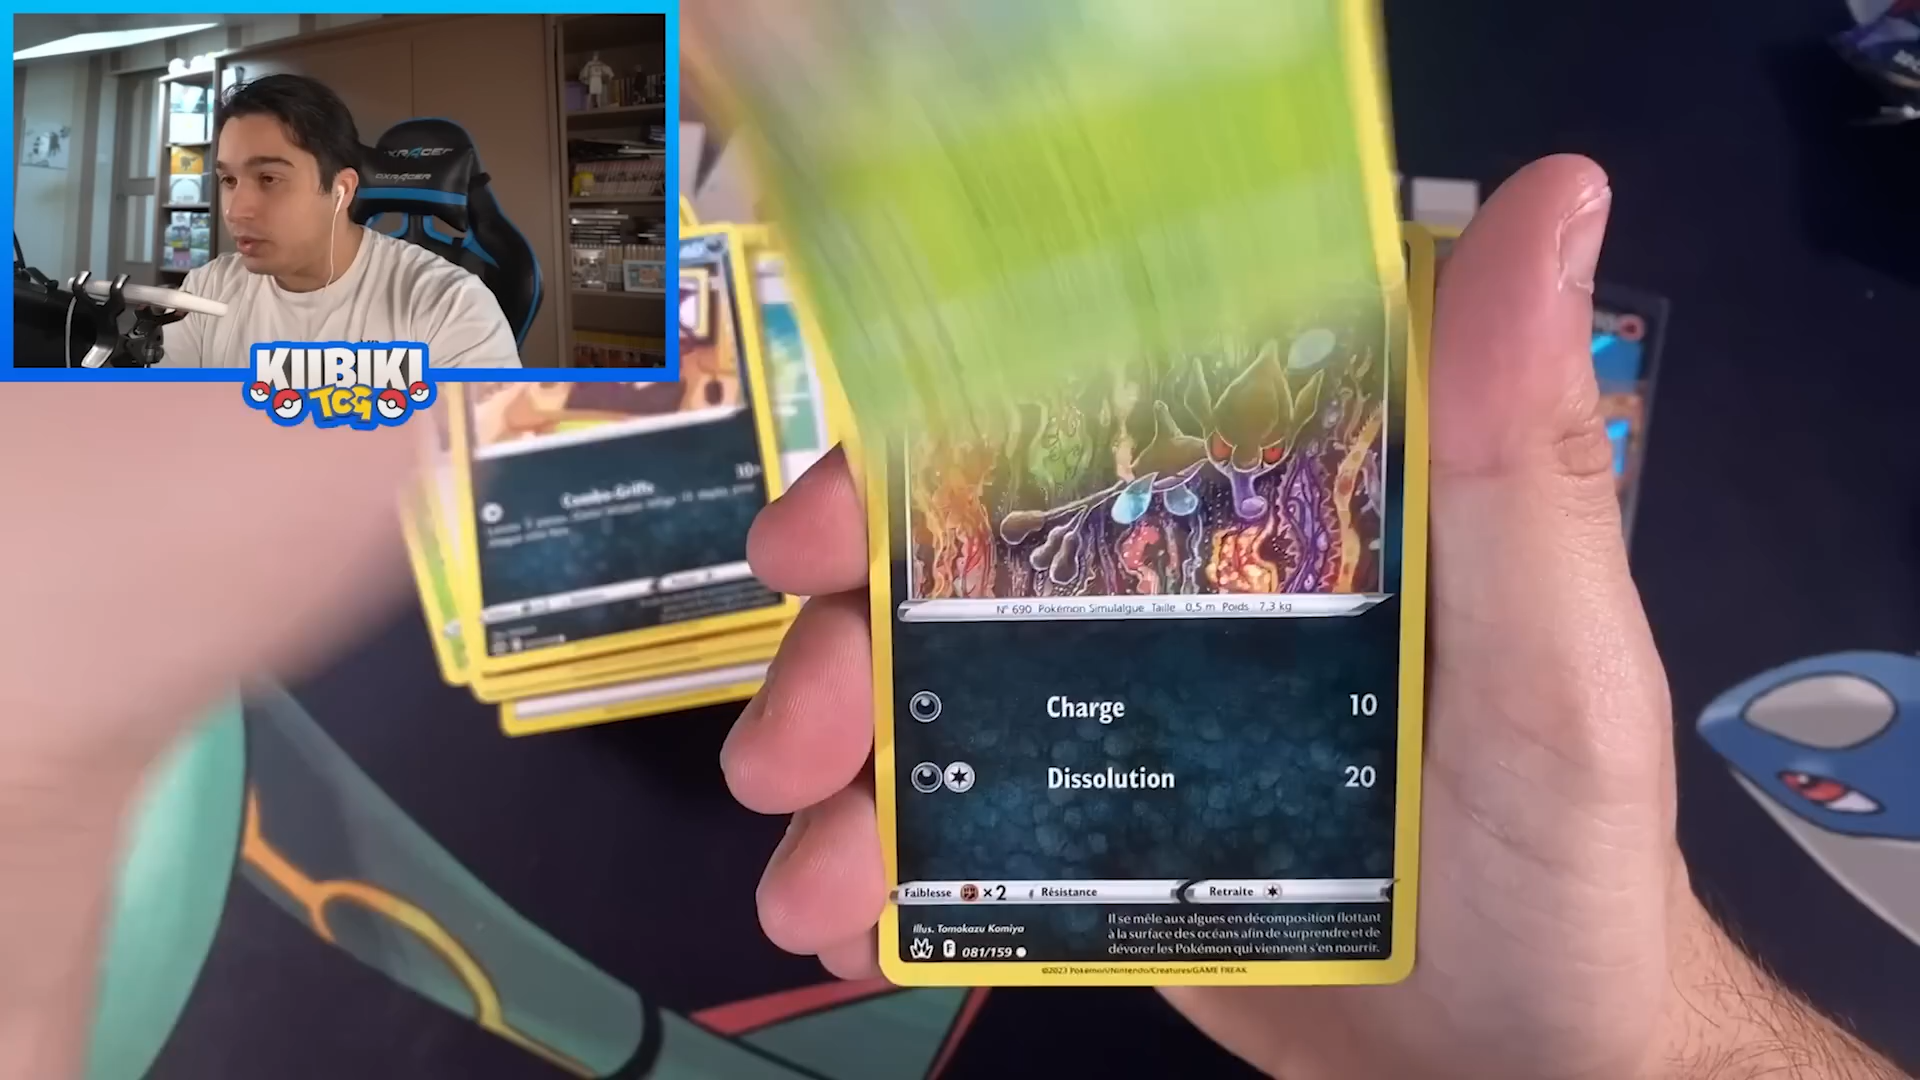 XRACER
DXRACER
KIIBIKI
TCG
Combo-Griffe
N° 690 Pokémon Simulalgue Taille 0,5 m Poids 7,3 kg
Charge 10
Dissolution 20
Faiblesse ×2 Résistance Retraite
Illus. Tomokazu Komiya
F 081/159
Il se mêle aux algues en décomposition flottant
à la surface des océans afin de surprendre et de
dévorer les Pokémon qui viennent s'en nourrir.
©2023 Pokémon/Nintendo/Creatures/GAME FREAK